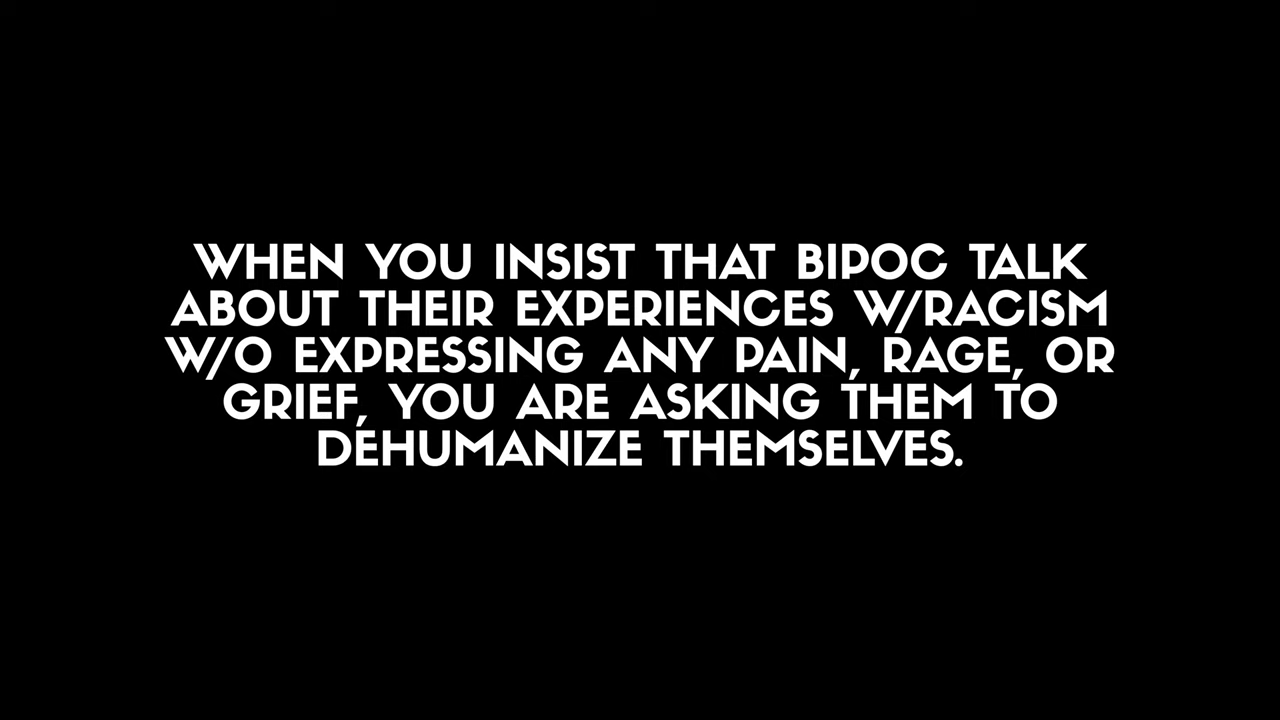 WHEN YOU INSIST THAT BIPOC TALK
ABOUT THEIR EXPERIENCES W/RACISM
W/O EXPRESSING ANY PAIN, RAGE, OR
GRIEF, YOU ARE ASKING THEM TO
DEHUMANIZE THEMSELVES.